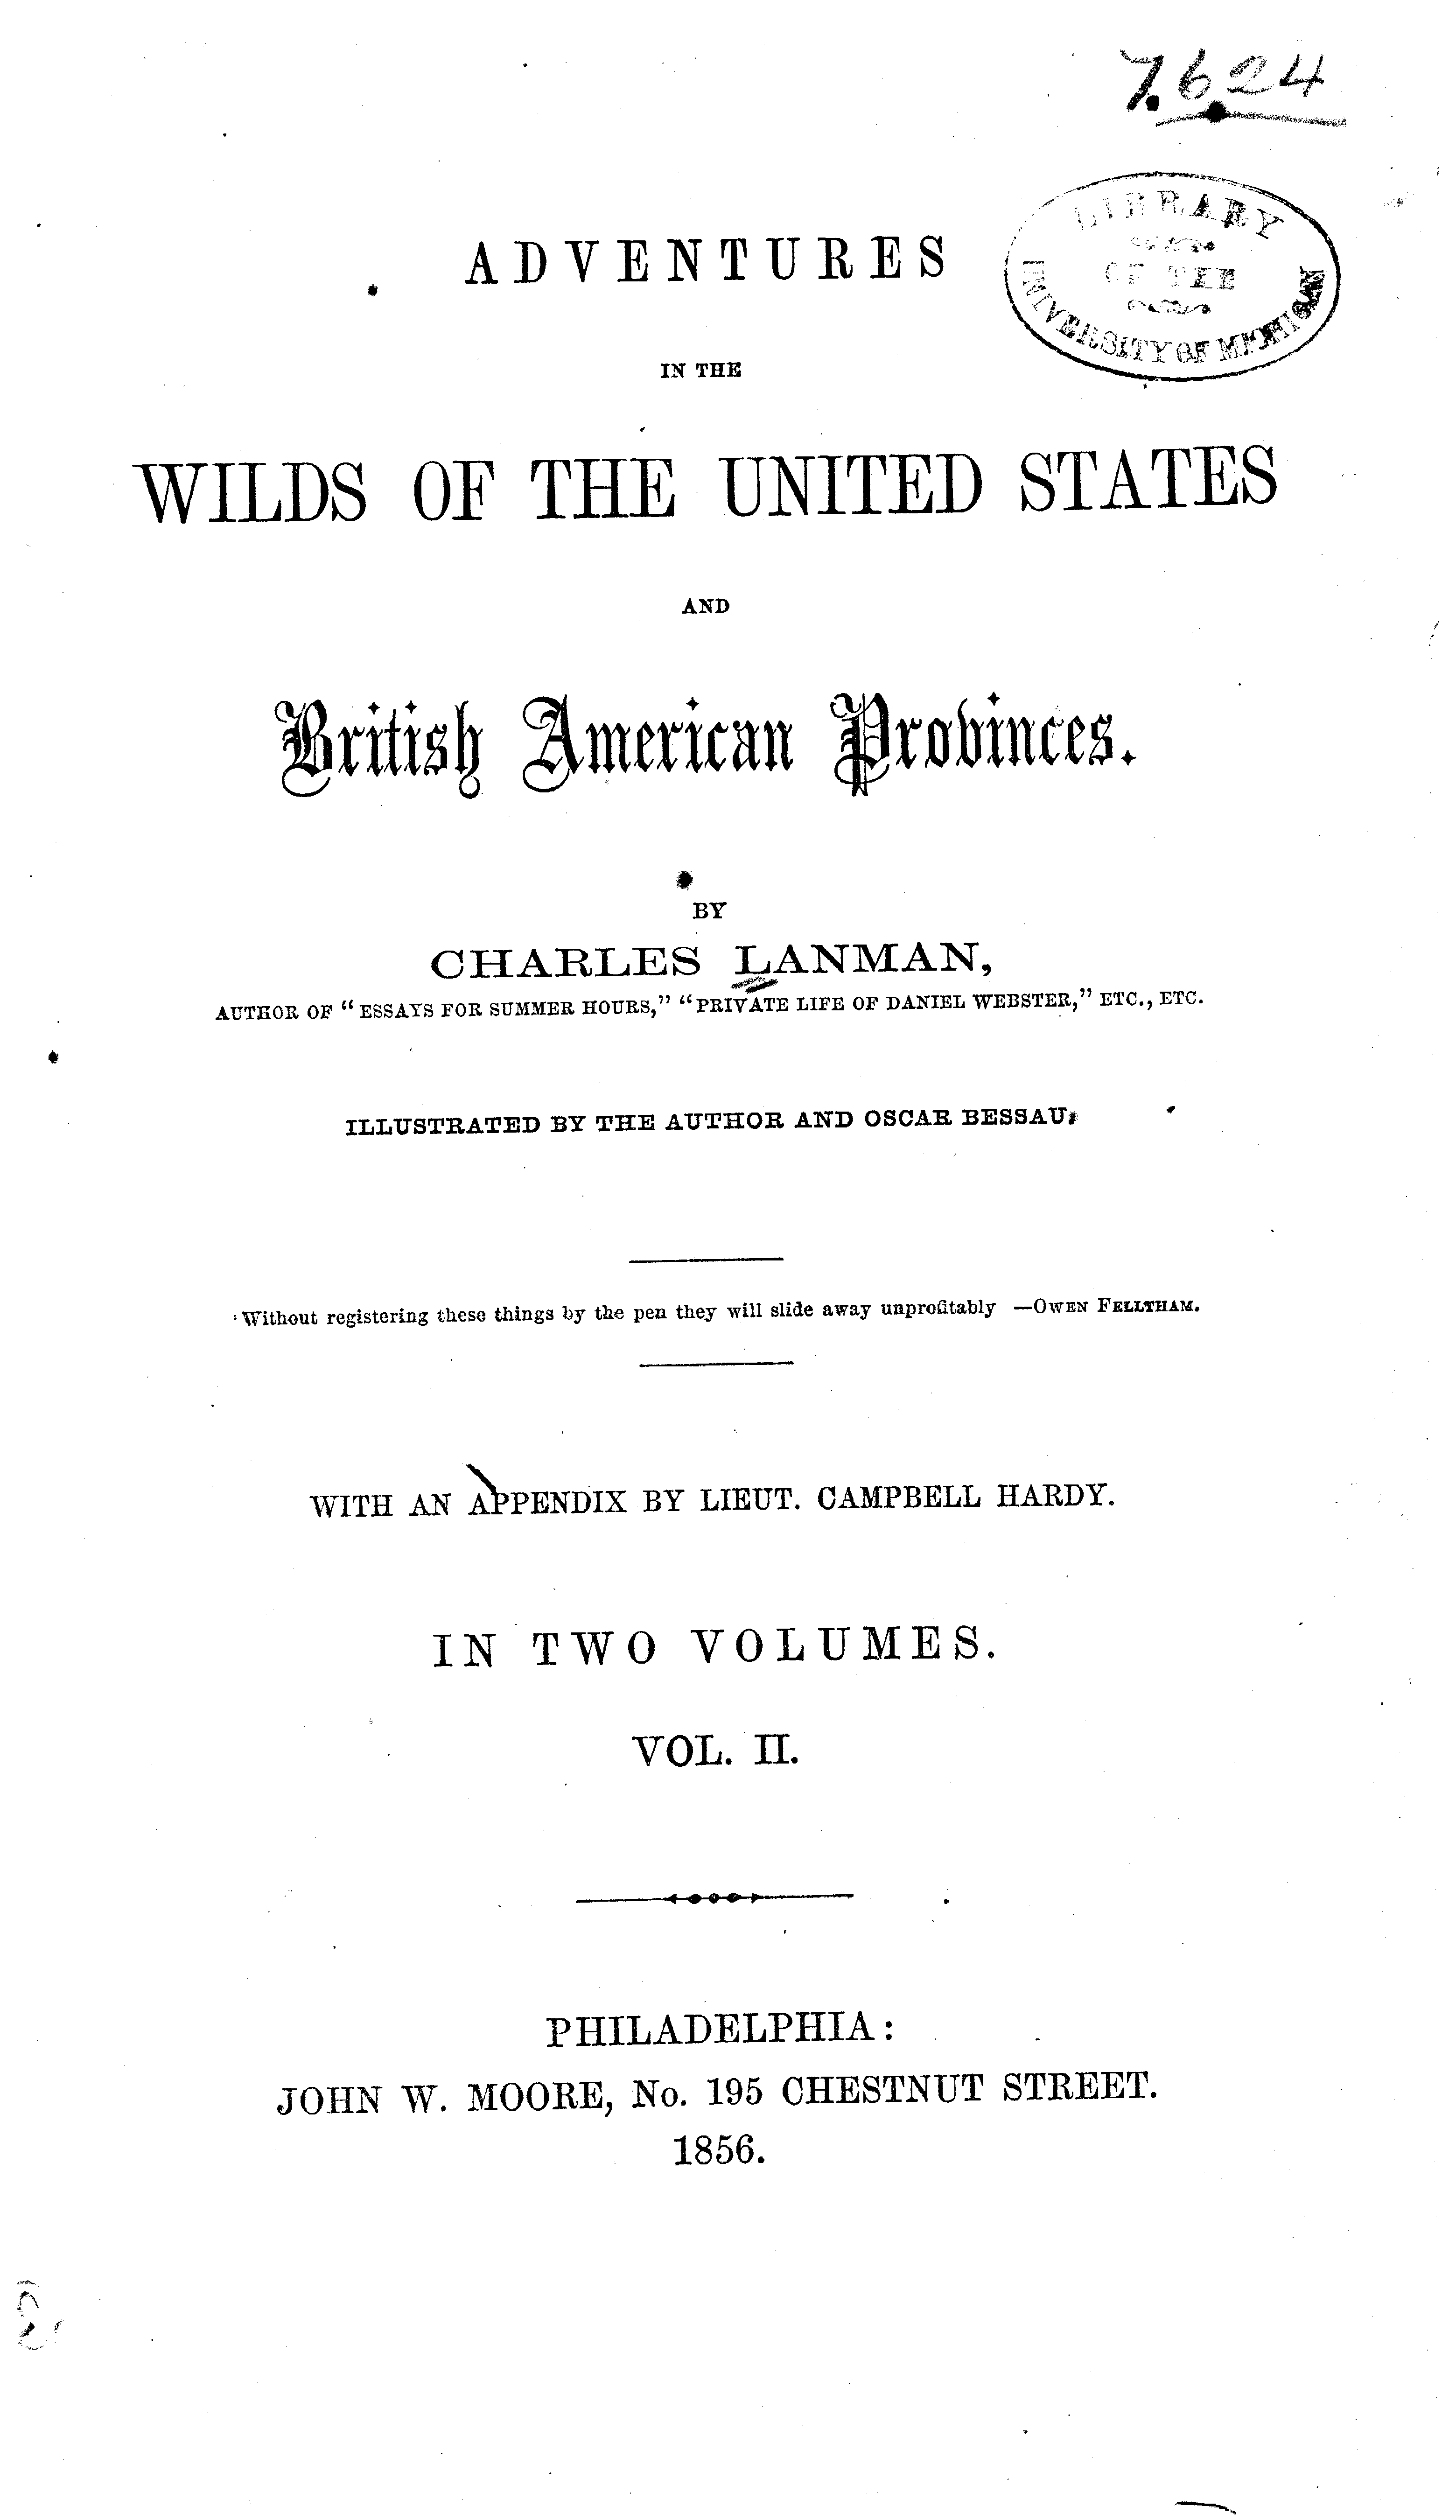 7.624
LIBRARY
OF THE
UNIVERSITY OF MICHIGAN
ADVENTURES
IN THE
WILDS OF THE UNITED STATES
AND
British American Provinces.
BY
CHARLES LANMAN,
AUTHOR OF “ESSAYS FOR SUMMER HOURS,” “PRIVATE LIFE OF DANIEL WEBSTER,” ETC., ETC.
ILLUSTRATED BY THE AUTHOR AND OSCAR BESSAU.
Without registering these things by the pen they will slide away unprofitably —OWEN FELLTHAM.
WITH AN APPENDIX BY LIEUT. CAMPBELL HARDY.
IN TWO VOLUMES.
VOL. II.
PHILADELPHIA:
JOHN W. MOORE, No. 195 CHESTNUT STREET.
1856.